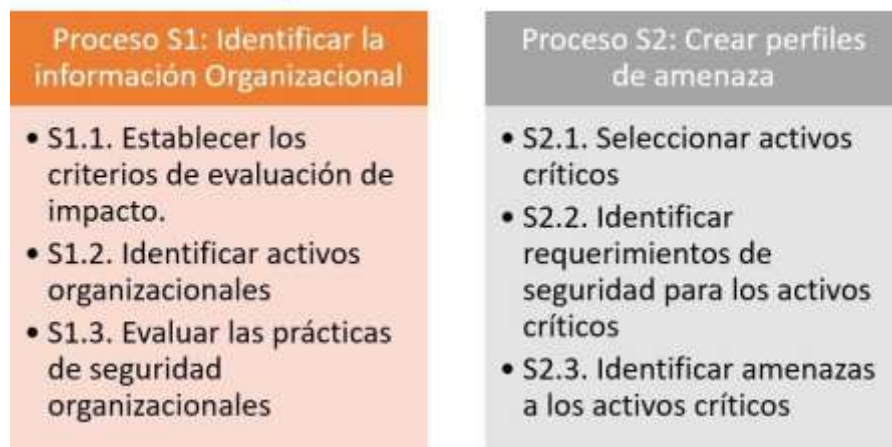 Proceso S1: Identificar la
información Organizacional
• S1.1. Establecer los
criterios de evaluación de
impacto.
• S1.2. Identificar activos
organizacionales
• S1.3. Evaluar las prácticas
de seguridad
organizacionales
Proceso S2: Crear perfiles
de amenaza
• S2.1. Seleccionar activos
críticos
• S2.2. Identificar
requerimientos de
seguridad para los activos
críticos
• S2.3. Identificar amenazas
a los activos críticos